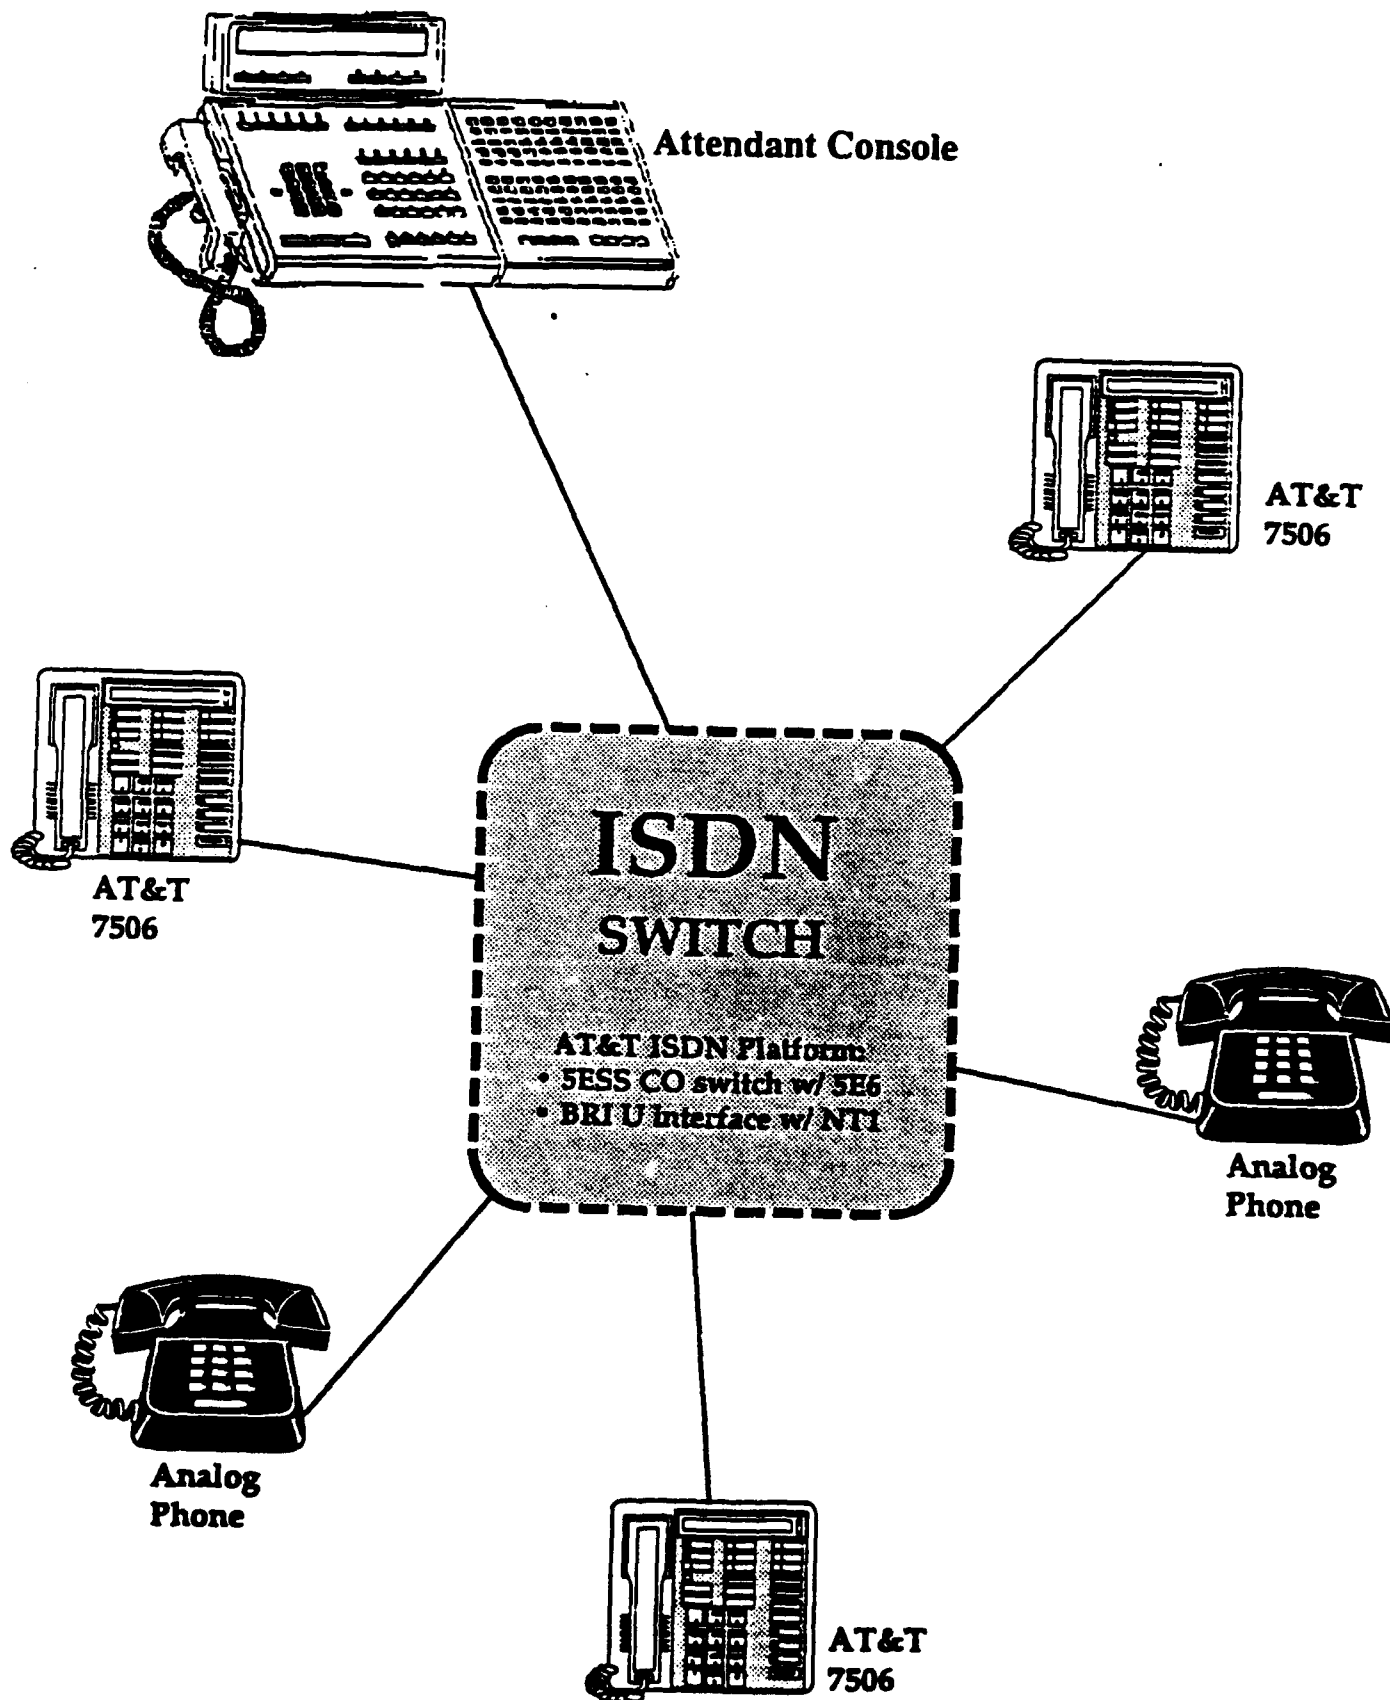 Attendant Console
AT&T
7506
AT&T
7506
ISDN
SWITCH
AT&T ISDN Platform:
• 5ESS CO switch w/ 5E6
• BRI U Interface w/ NT1
Analog
Phone
Analog
Phone
AT&T
7506